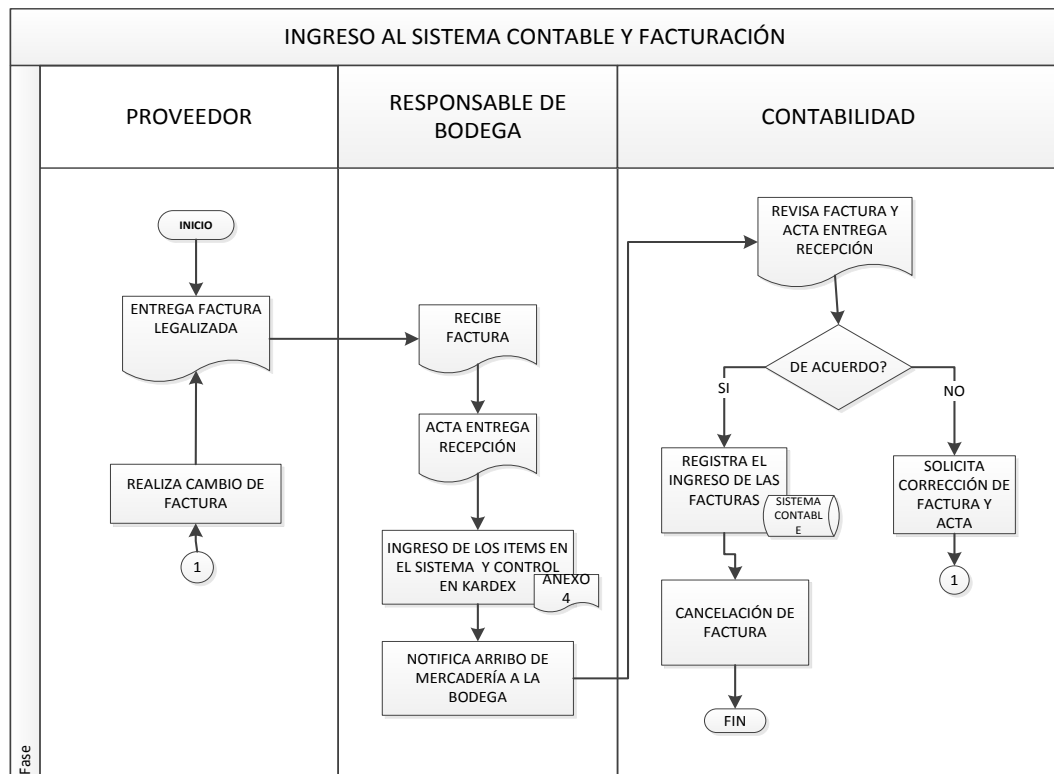 INGRESO AL SISTEMA CONTABLE Y FACTURACIÓN
PROVEEDOR
RESPONSABLE DE
BODEGA
CONTABILIDAD
INICIO
ENTREGA FACTURA
LEGALIZADA
REALIZA CAMBIO DE
FACTURA
1
RECIBE
FACTURA
ACTA ENTREGA
RECEPCIÓN
INGRESO DE LOS ITEMS EN
EL SISTEMA Y CONTROL
EN KARDEX
ANEXO
4
NOTIFICA ARRIBO DE
MERCADERÍA A LA
BODEGA
REVISA FACTURA Y
ACTA ENTREGA
RECEPCIÓN
DE ACUERDO?
SI
NO
REGISTRA EL
INGRESO DE LAS
FACTURAS
SISTEMA
CONTABL
E
SOLICITA
CORRECCIÓN DE
FACTURA Y
ACTA
1
CANCELACIÓN DE
FACTURA
FIN
Fase